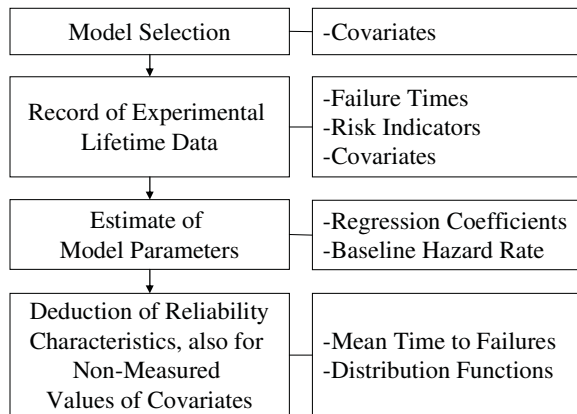 Model Selection
-Covariates
Record of Experimental
Lifetime Data
-Failure Times
-Risk Indicators
-Covariates
Estimate of
Model Parameters
-Regression Coefficients
-Baseline Hazard Rate
Deduction of Reliability
Characteristics, also for
Non-Measured
Values of Covariates
-Mean Time to Failures
-Distribution Functions